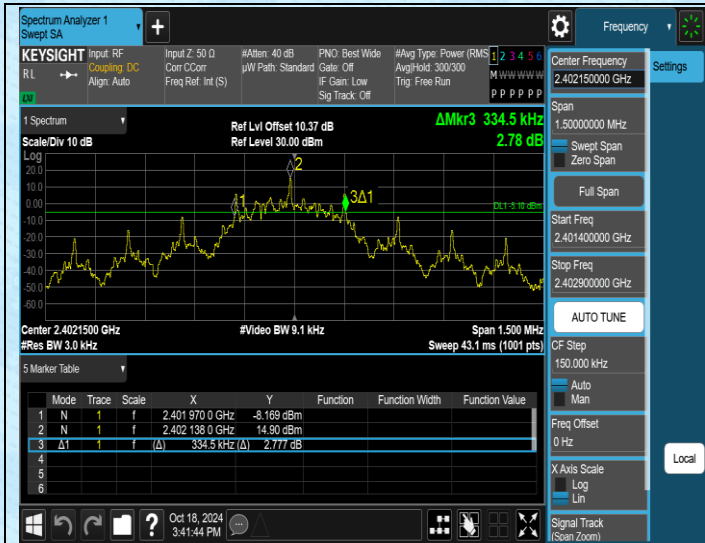 Spectrum Analyzer 1
Swept SA
+
Frequency
KEYSIGHT
RL
LXI
Input: RF
Coupling: DC
Align: Auto
Input Z: 50 Ω
Corr CCorr
Freq Ref: Int (S)
#Atten: 40 dB
µW Path: Standard
PNO: Best Wide
Gate: Off
IF Gain: Low
Sig Track: Off
#Avg Type: Power (RMS
Avg|Hold: 300/300
Trig: Free Run
1 2 3 4 5 6
M W W W W W
P P P P P P
Settings
1 Spectrum
Scale/Div 10 dB
Log
Ref Lvl Offset 10.37 dB
Ref Level 30.00 dBm
ΔMkr3 334.5 kHz
2.78 dB
20.0
10.0
0.00
-10.0
-20.0
-30.0
-40.0
-50.0
-60.0
1
2
3Δ1
DL1 -5.10 dBm
Center 2.4021500 GHz
#Res BW 3.0 kHz
#Video BW 9.1 kHz
Span 1.500 MHz
Sweep 43.1 ms (1001 pts)
5 Marker Table
Mode Trace Scale X Y Function Function Width Function Value
1 N 1 f 2.401 970 0 GHz -8.169 dBm
2 N 1 f 2.402 138 0 GHz 14.90 dBm
3 Δ1 1 f (Δ) 334.5 kHz (Δ) 2.777 dB
4
5
6
?
Oct 18, 2024
3:41:44 PM
Center Frequency
2.402150000 GHz
Span
1.50000000 MHz
Swept Span
Zero Span
Full Span
Start Freq
2.401400000 GHz
Stop Freq
2.402900000 GHz
AUTO TUNE
CF Step
150.000 kHz
Auto
Man
Freq Offset
0 Hz
X Axis Scale
Log
Lin
Signal Track
(Span Zoom)
Local